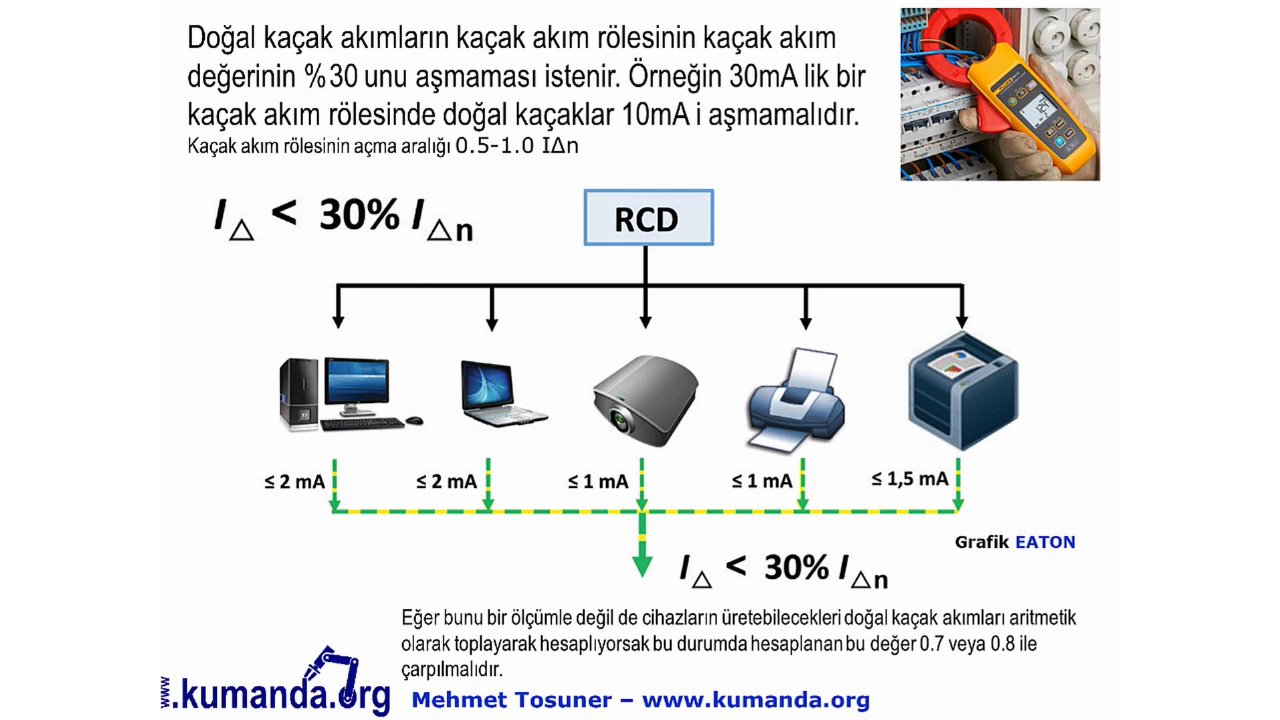 Doğal kaçak akımların kaçak akım rölesinin kaçak akım
değerinin %30 unu aşmaması istenir. Örneğin 30mA lik bir
kaçak akım rölesinde doğal kaçaklar 10mA i aşmamalıdır.
Kaçak akım rölesinin açma aralığı 0.5-1.0 IΔn
I△ < 30% I△n
RCD
≤ 2 mA
≤ 2 mA
≤ 1 mA
≤ 1 mA
≤ 1,5 mA
Grafik EATON
I△ < 30% I△n
Eğer bunu bir ölçümle değil de cihazların üretebilecekleri doğal kaçak akımları aritmetik
olarak toplayarak hesaplıyorsak bu durumda hesaplanan bu değer 0.7 veya 0.8 ile
çarpılmalıdır.
www.kumanda.org
Mehmet Tosuner – www.kumanda.org